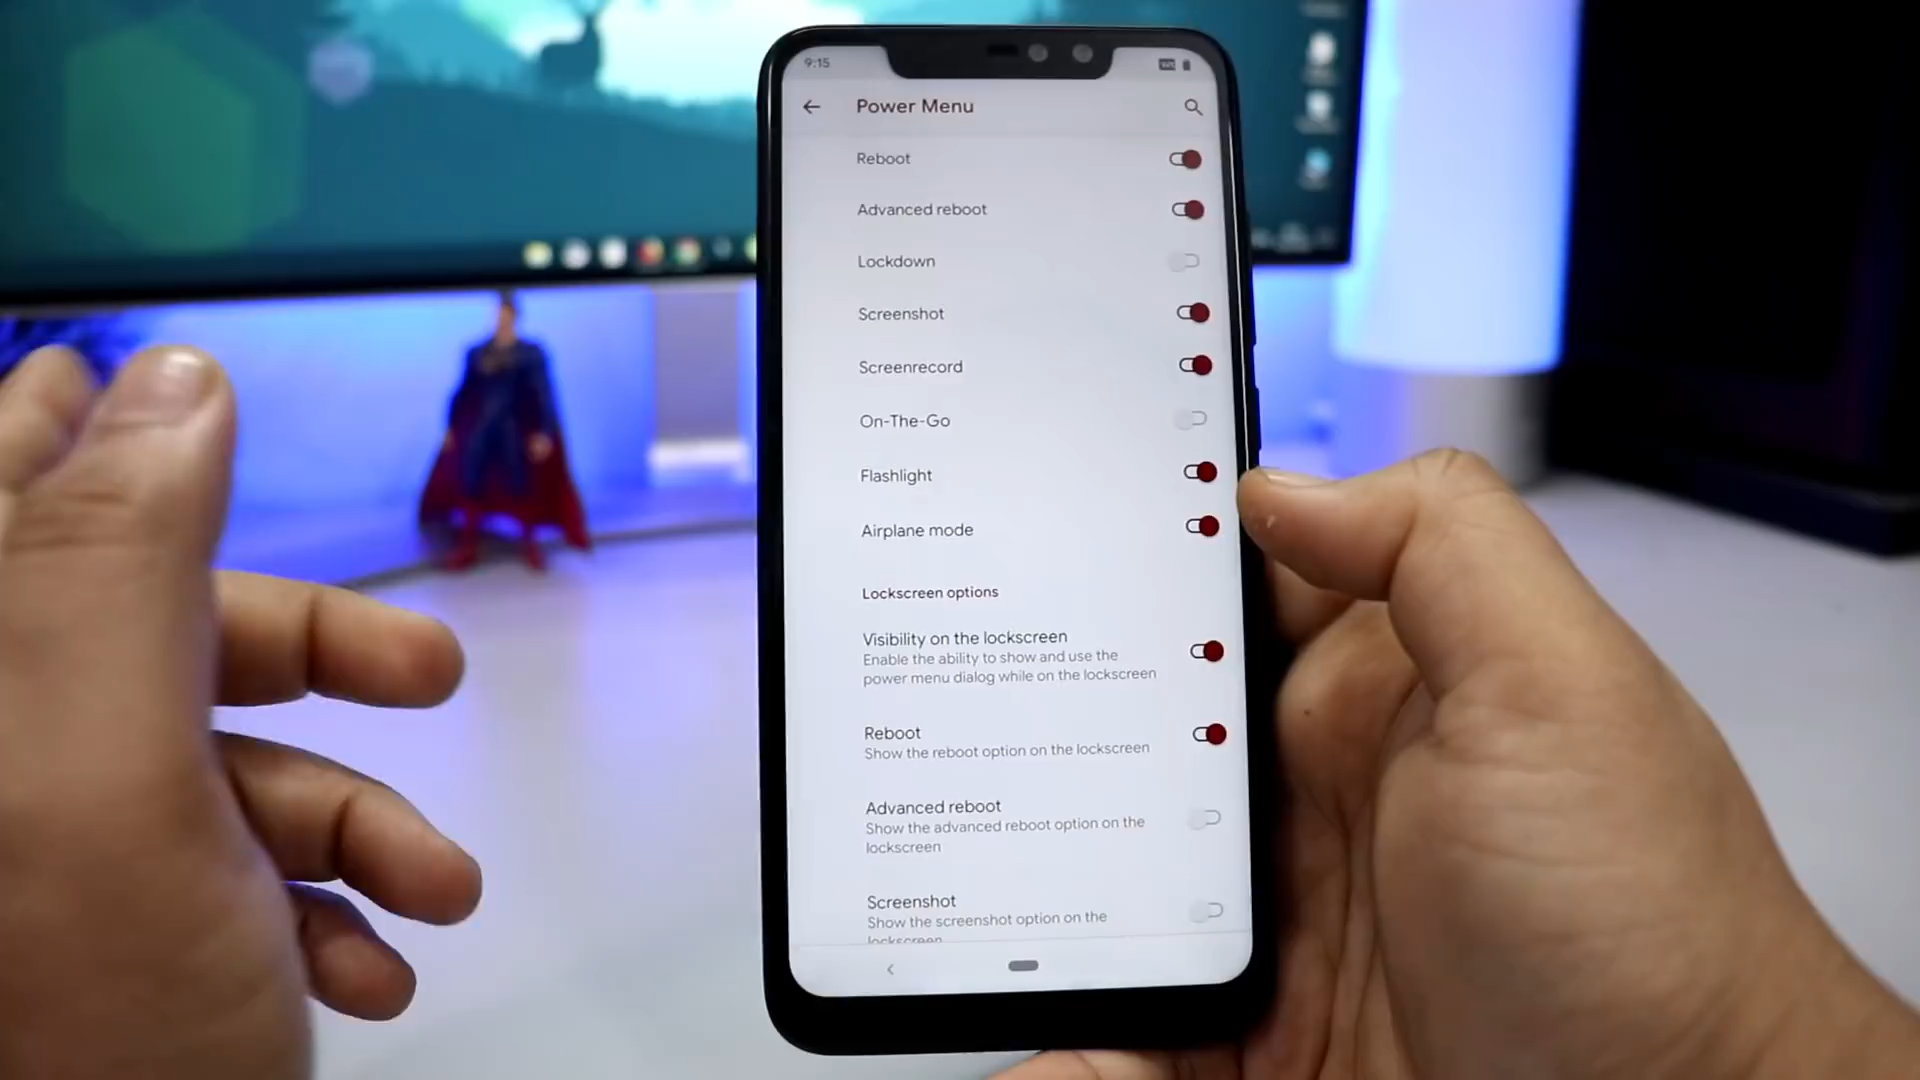 9:15
Power Menu
Reboot
Advanced reboot
Lockdown
Screenshot
Screenrecord
On-The-Go
Flashlight
Airplane mode
Lockscreen options
Visibility on the lockscreen
Enable the ability to show and use the
power menu dialog while on the lockscreen
Reboot
Show the reboot option on the lockscreen
Advanced reboot
Show the advanced reboot option on the
lockscreen
Screenshot
Show the screenshot option on the
lockscreen